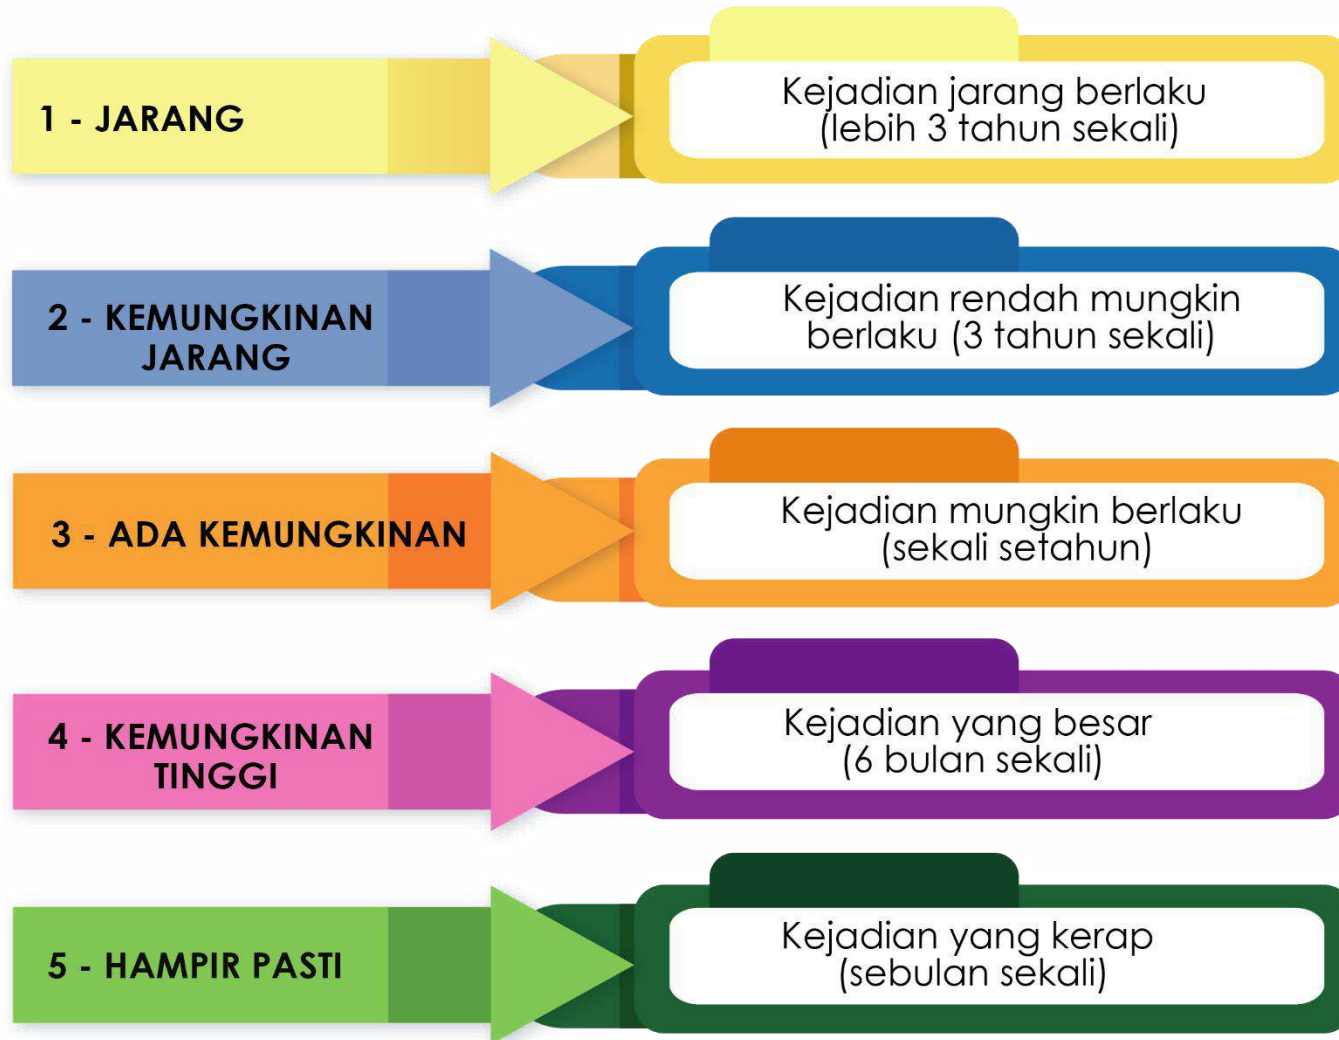 1 - JARANG
Kejadian jarang berlaku
(lebih 3 tahun sekali)
2 - KEMUNGKINAN
JARANG
Kejadian rendah mungkin
berlaku (3 tahun sekali)
3 - ADA KEMUNGKINAN
Kejadian mungkin berlaku
(sekali setahun)
4 - KEMUNGKINAN
TINGGI
Kejadian yang besar
(6 bulan sekali)
5 - HAMPIR PASTI
Kejadian yang kerap
(sebulan sekali)